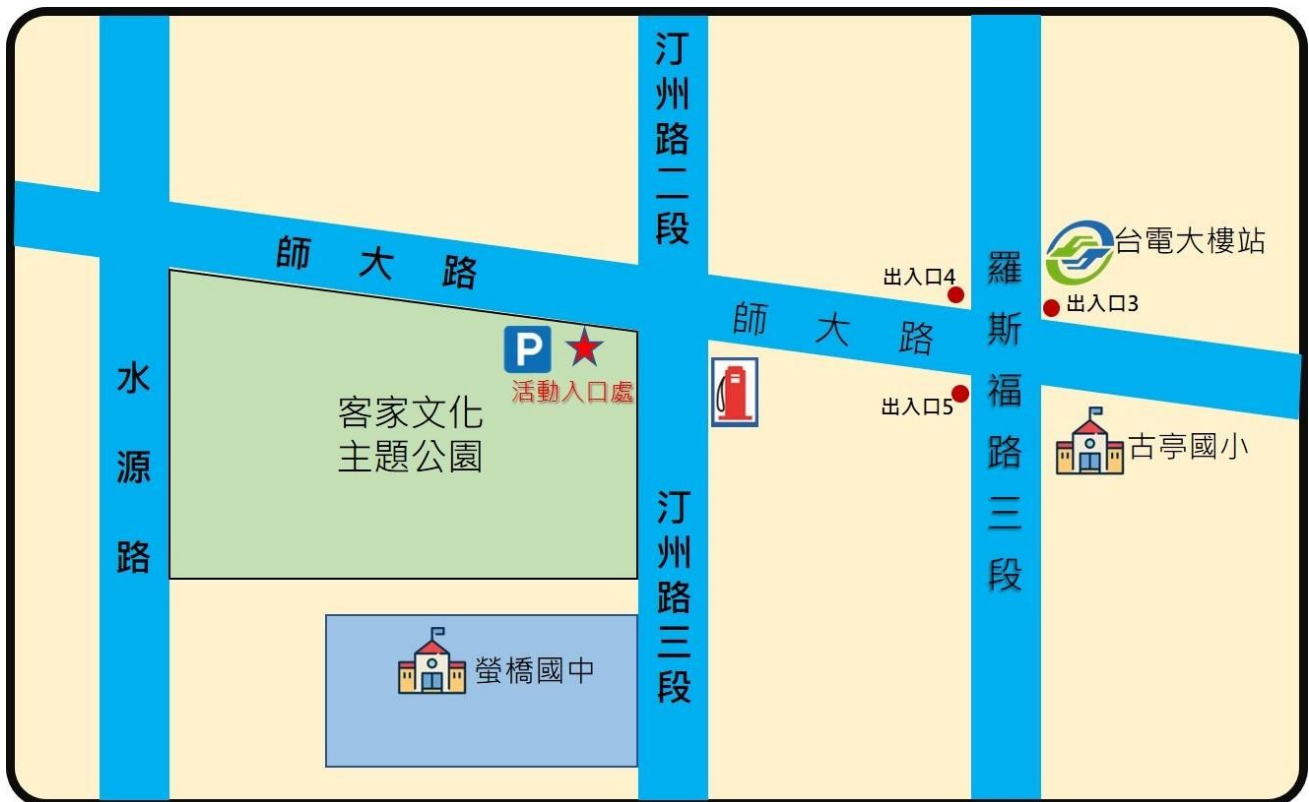 汀州路二段
師大路
台電大樓站
出入口4
出入口3
師大路
羅斯福路三段
P
活動入口處
水源路
客家文化
主題公園
出入口5
古亭國小
汀州路三段
螢橋國中